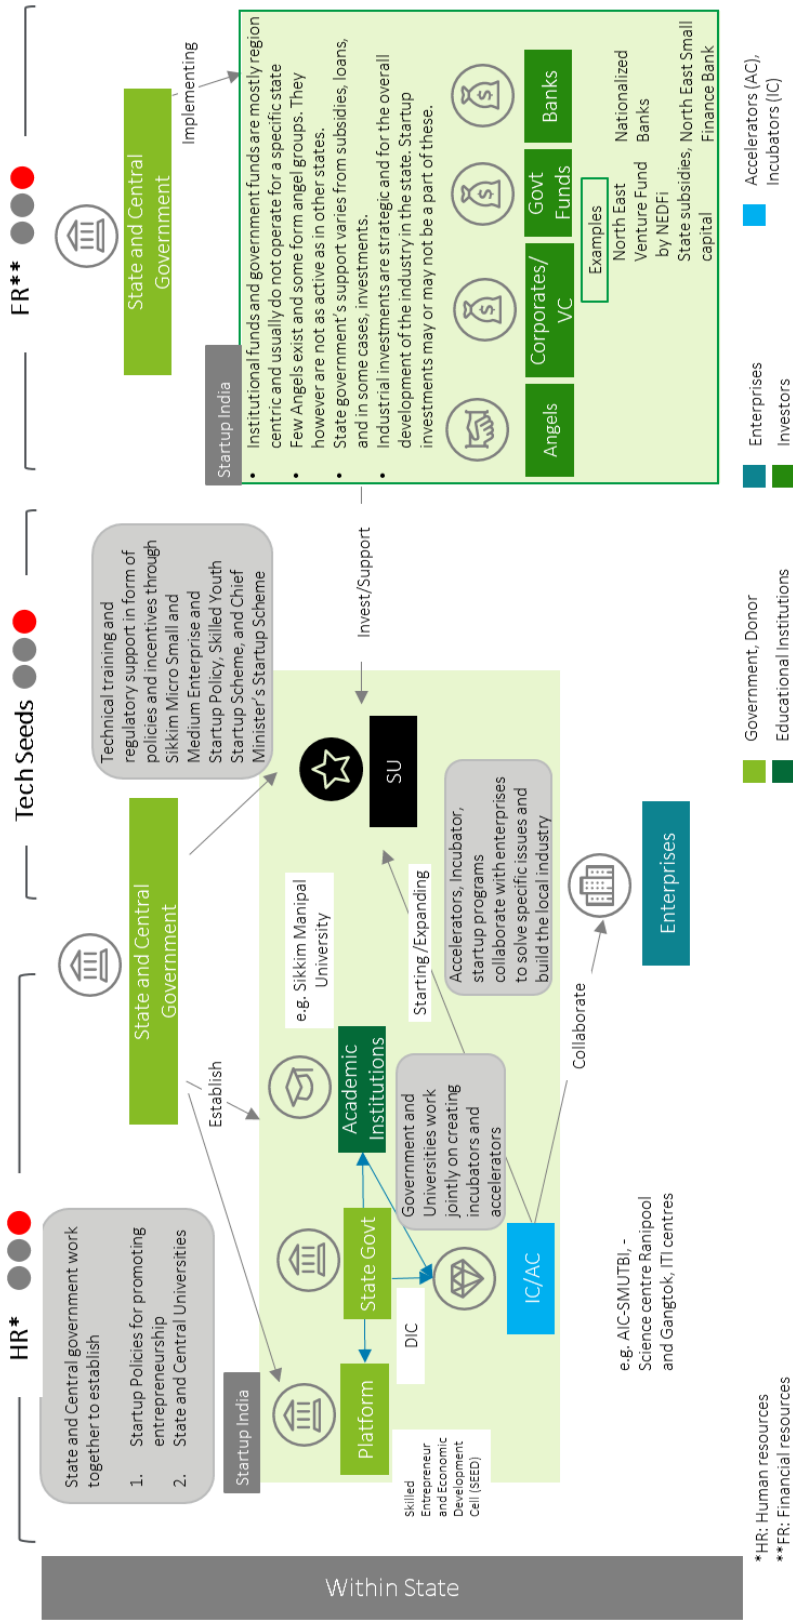 HR*
Tech Seeds
FR**
Within State
State and Central government work
together to establish
1. Startup Policies for promoting
entrepreneurship
2. State and Central Universities
State and Central
Government
Technical training and
regulatory support in form of
policies and incentives through
Sikkim Micro Small and
Medium Enterprise and
Startup Policy, Skilled Youth
Startup Scheme, and Chief
Minister's Startup Scheme
State and Central
Government
Implementing
Establish
Startup India
Platform
Skilled
Entrepreneur
and Economic
Development
Cell (SEED)
State Govt
DIC
Academic
Institutions
e.g. Sikkim Manipal
University
Government and
Universities work
jointly on creating
incubators and
accelerators
IC/AC
e.g. AIC-SMUTBI, -
Science centre Ranipool
and Gangtok, ITI centres
Starting /Expanding
SU
Accelerators, Incubator,
startup programs
collaborate with enterprises
to solve specific issues and
build the local industry
Collaborate
Enterprises
Invest/Support
Startup India
• Institutional funds and government funds are mostly region
centric and usually do not operate for a specific state
• Few Angels exist and some form angel groups. They
however are not as active as in other states.
• State government's support varies from subsidies, loans,
and in some cases, investments.
• Industrial investments are strategic and for the overall
development of the industry in the state. Startup
investments may or may not be a part of these.
Angels
Corporates/
VC
Govt
Funds
Banks
Examples
North East
Venture Fund
by NEDFi
State subsidies,
capital
Nationalized
Banks
North East Small
Finance Bank
*HR: Human resources
**FR: Financial resources
Government, Donor
Educational Institutions
Enterprises
Investors
Accelerators (AC),
Incubators (IC)